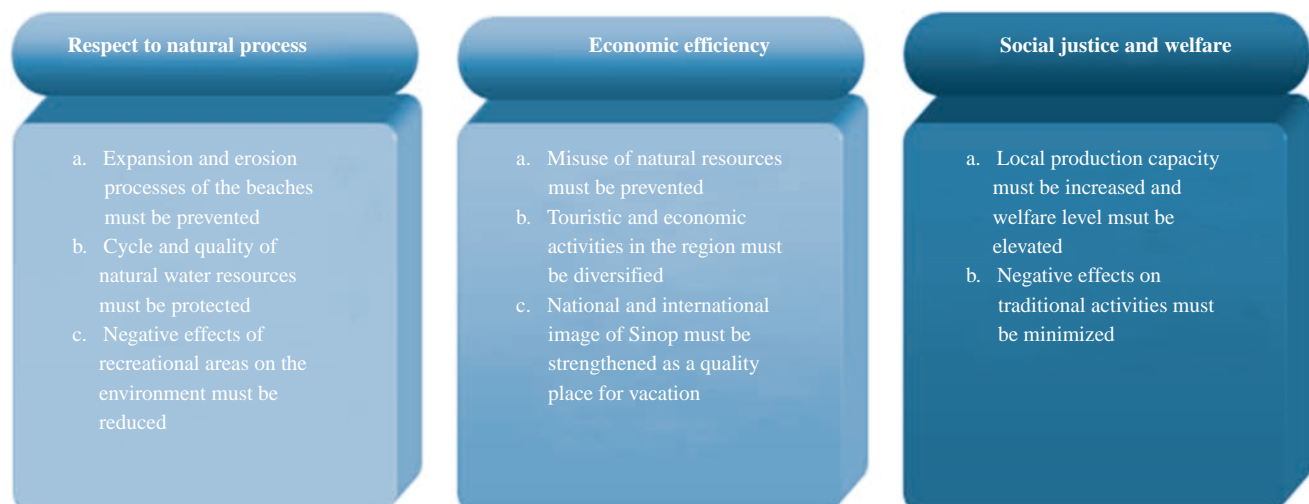 Respect to natural process
a. Expansion and erosion
processes of the beaches
must be prevented
b. Cycle and quality of
natural water resources
must be protected
c. Negative effects of
recreational areas on the
environment must be
reduced
Economic efficiency
a. Misuse of natural resources
must be prevented
b. Touristic and economic
activities in the region must
be diversified
c. National and international
image of Sinop must be
strengthened as a quality
place for vacation
Social justice and welfare
a. Local production capacity
must be increased and
welfare level msut be
elevated
b. Negative effects on
traditional activities must
be minimized